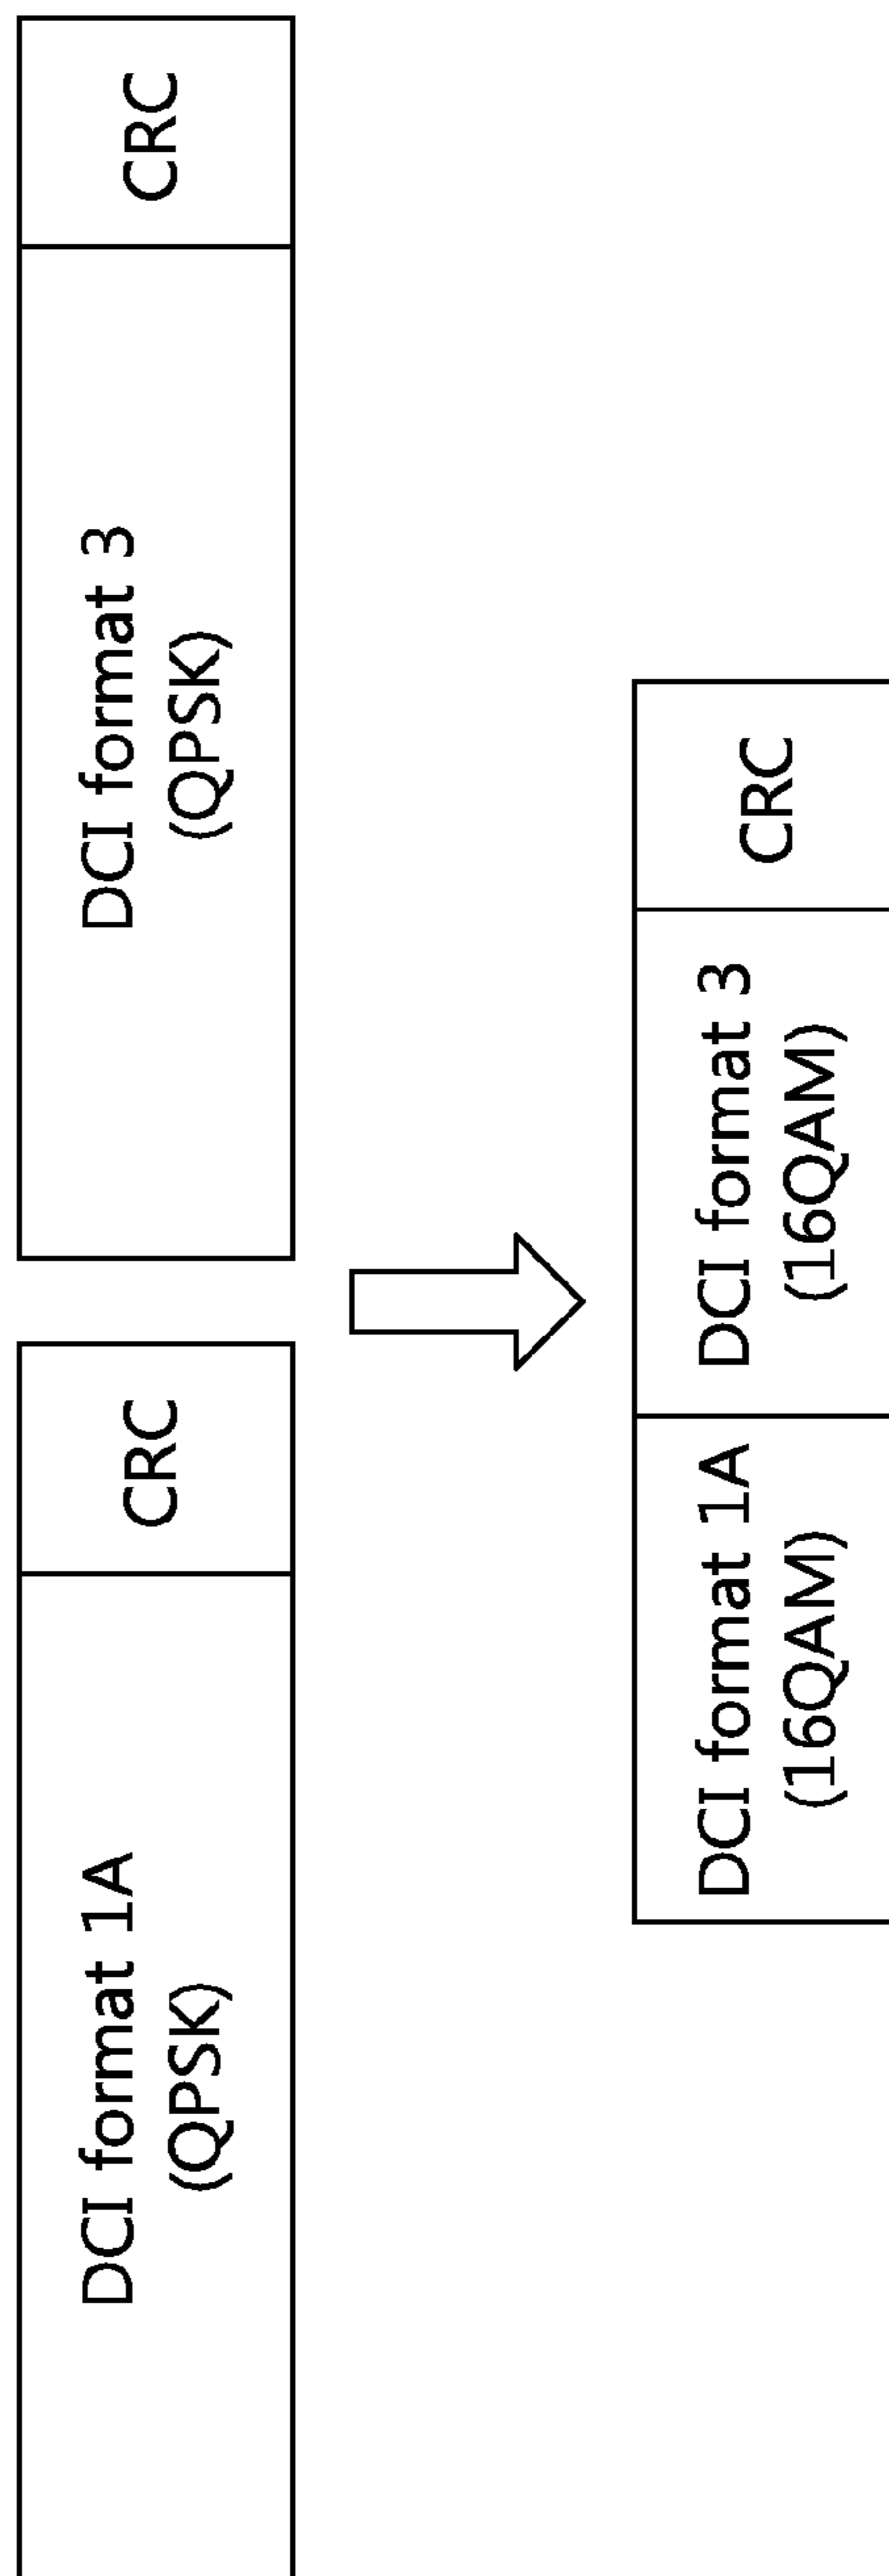 DCI format 1A
(QPSK)
CRC
DCI format 3
(QPSK)
CRC
DCI format 1A
(16QAM)
DCI format 3
(16QAM)
CRC